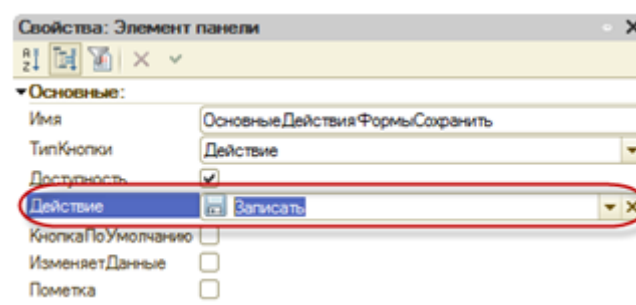 Свойства: Элемент панели
Основные:
Имя ОсновныеДействияФормыСохранить
ТипКнопки Действие
Доступность
Действие Записать
КнопкаПоУмолчанию
ИзменяетДанные
Пометка